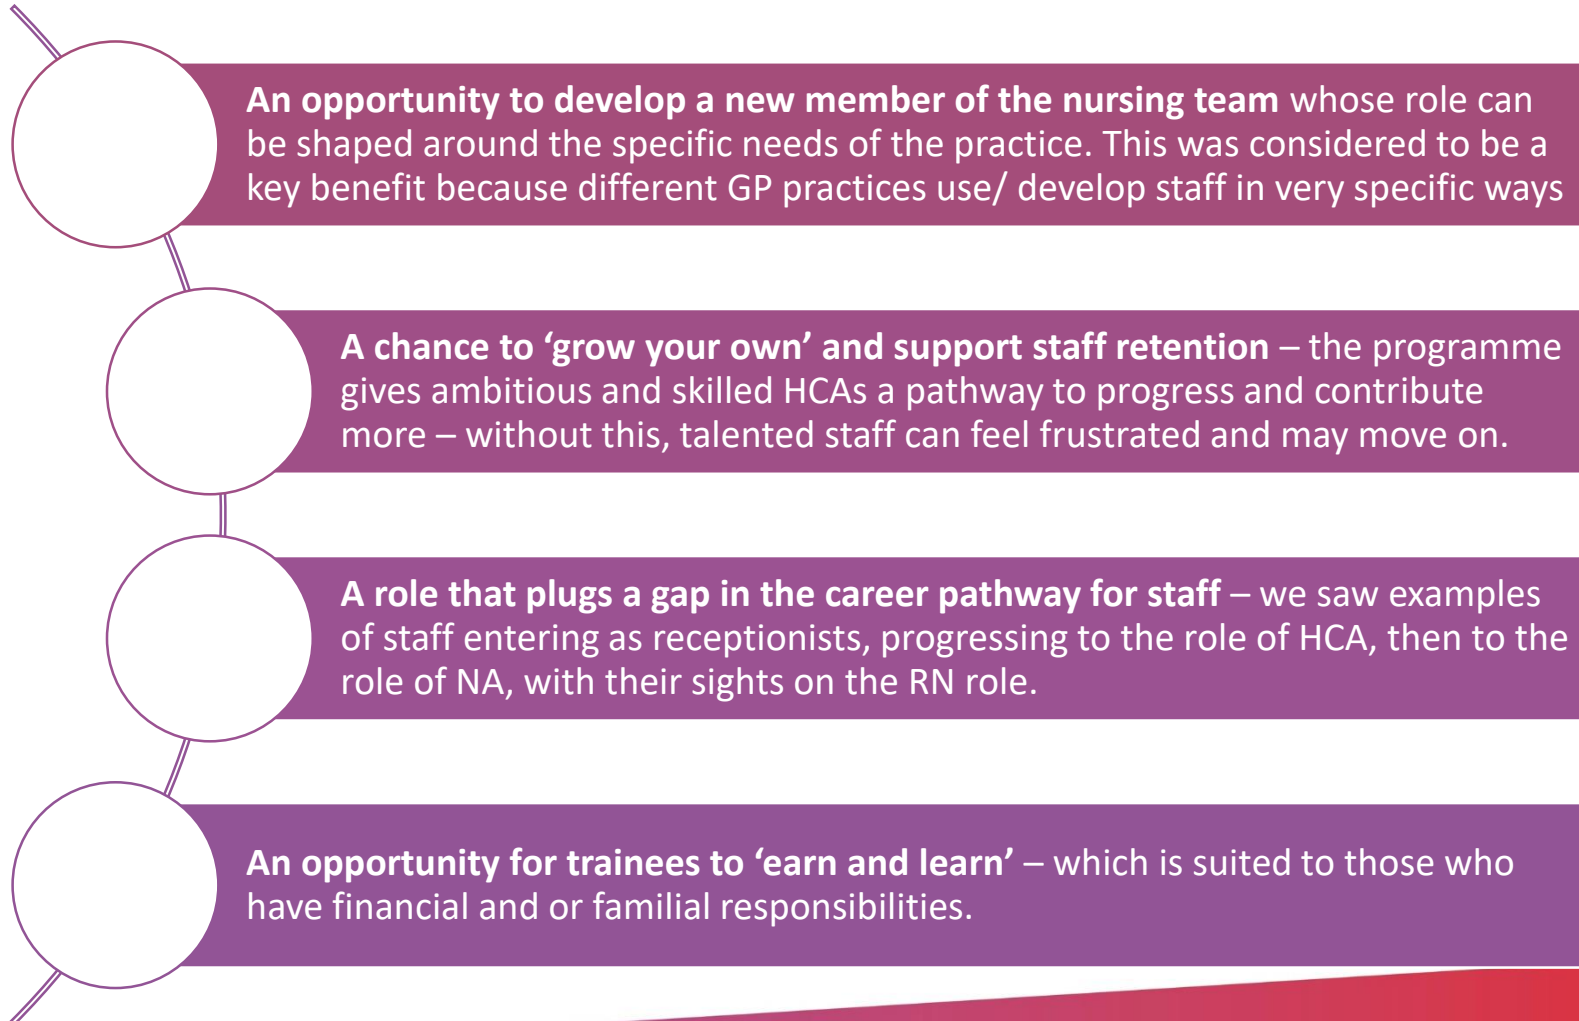 An opportunity to develop a new member of the nursing team whose role can
be shaped around the specific needs of the practice. This was considered to be a
key benefit because different GP practices use/ develop staff in very specific ways
A chance to ‘grow your own’ and support staff retention – the programme
gives ambitious and skilled HCAs a pathway to progress and contribute
more – without this, talented staff can feel frustrated and may move on.
A role that plugs a gap in the career pathway for staff – we saw examples
of staff entering as receptionists, progressing to the role of HCA, then to the
role of NA, with their sights on the RN role.
An opportunity for trainees to ‘earn and learn’ – which is suited to those who
have financial and or familial responsibilities.